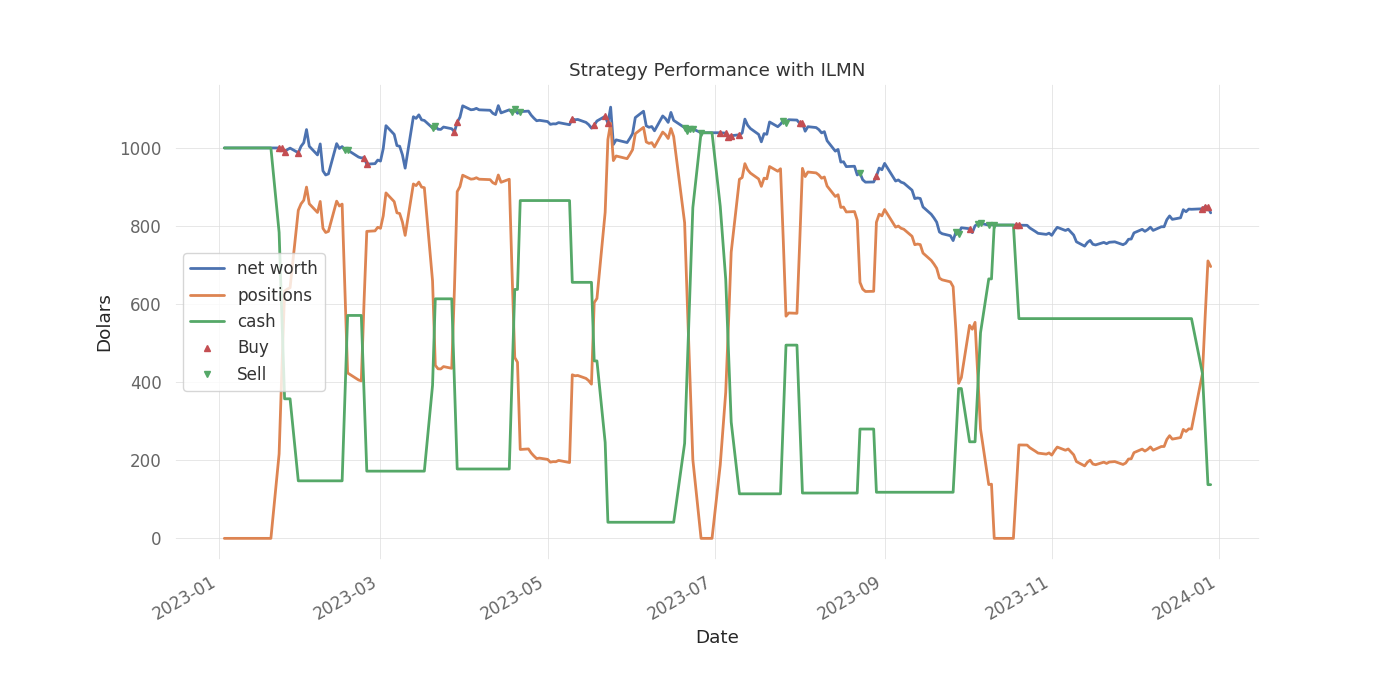 Strategy Performance with ILMN
Dolars
1000
800
600
400
200
0
net worth
positions
cash
Buy
Sell
2023-01
2023-03
2023-05
2023-07
2023-09
2023-11
2024-01
Date